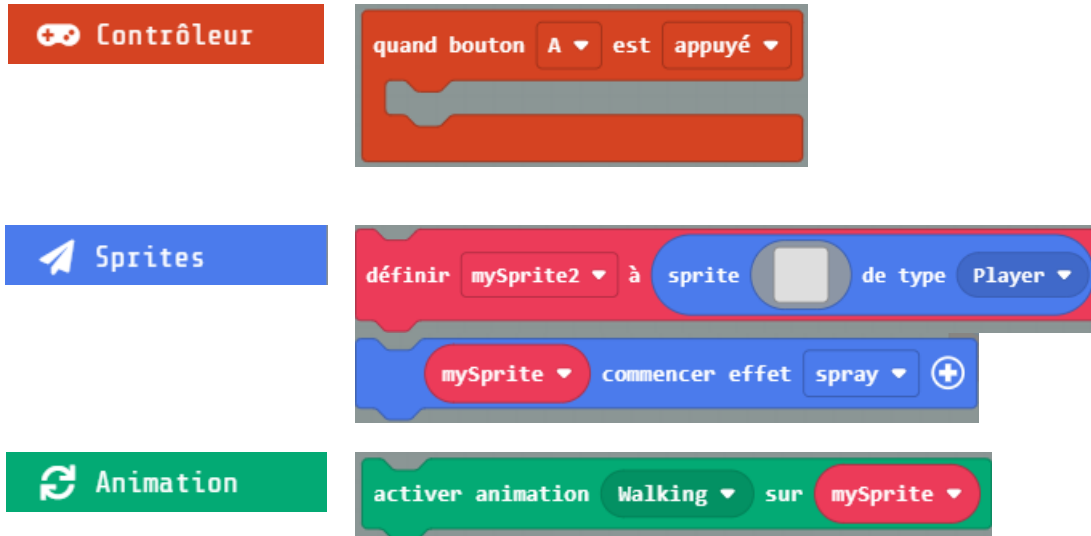 Contrôleur
quand bouton A est appuyé
Sprites
définir mySprite2 à sprite de type Player
mySprite commencer effet spray
Animation
activer animation Walking sur mySprite